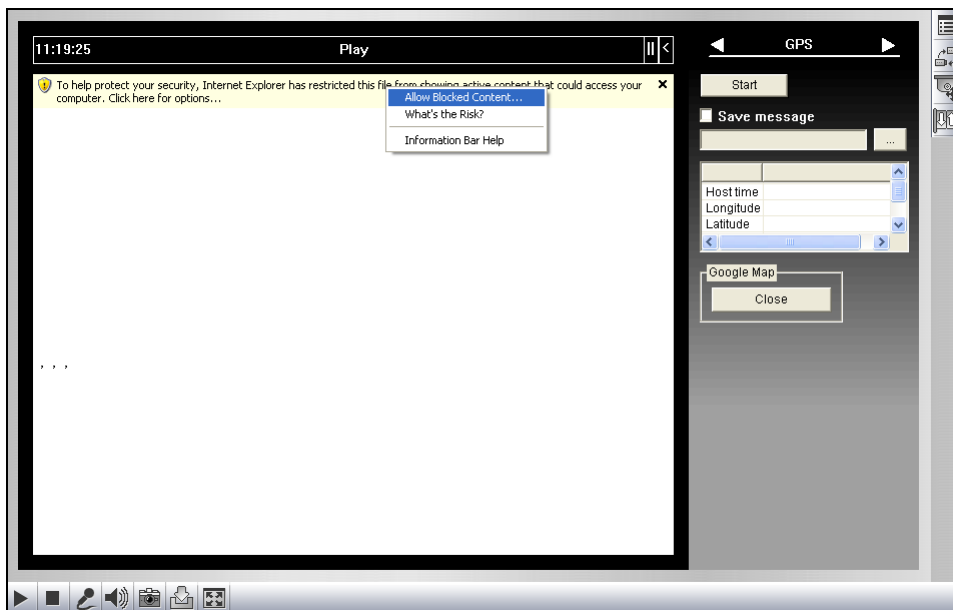 11:19:25
Play
|| <
GPS
To help protect your security, Internet Explorer has restricted this file from showing active content that could access your
computer. Click here for options...
Allow Blocked Content...
What's the Risk?
Information Bar Help
Start
Save message
...
Host time
Longitude
Latitude
Google Map
Close
, , ,